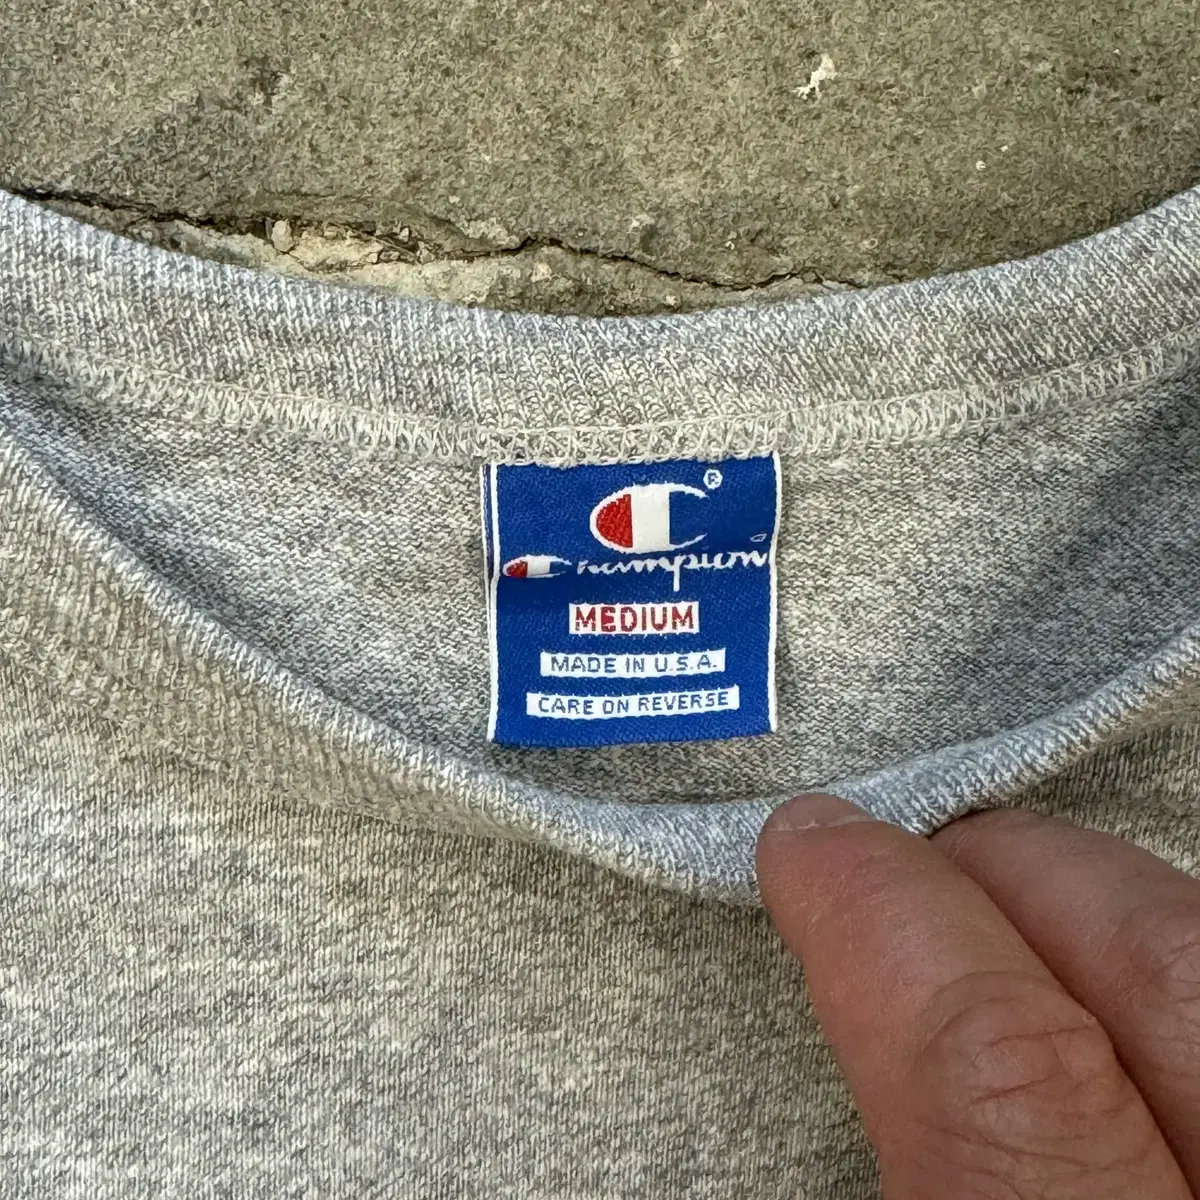 Champion
MEDIUM
MADE IN U.S.A.
CARE ON REVERSE